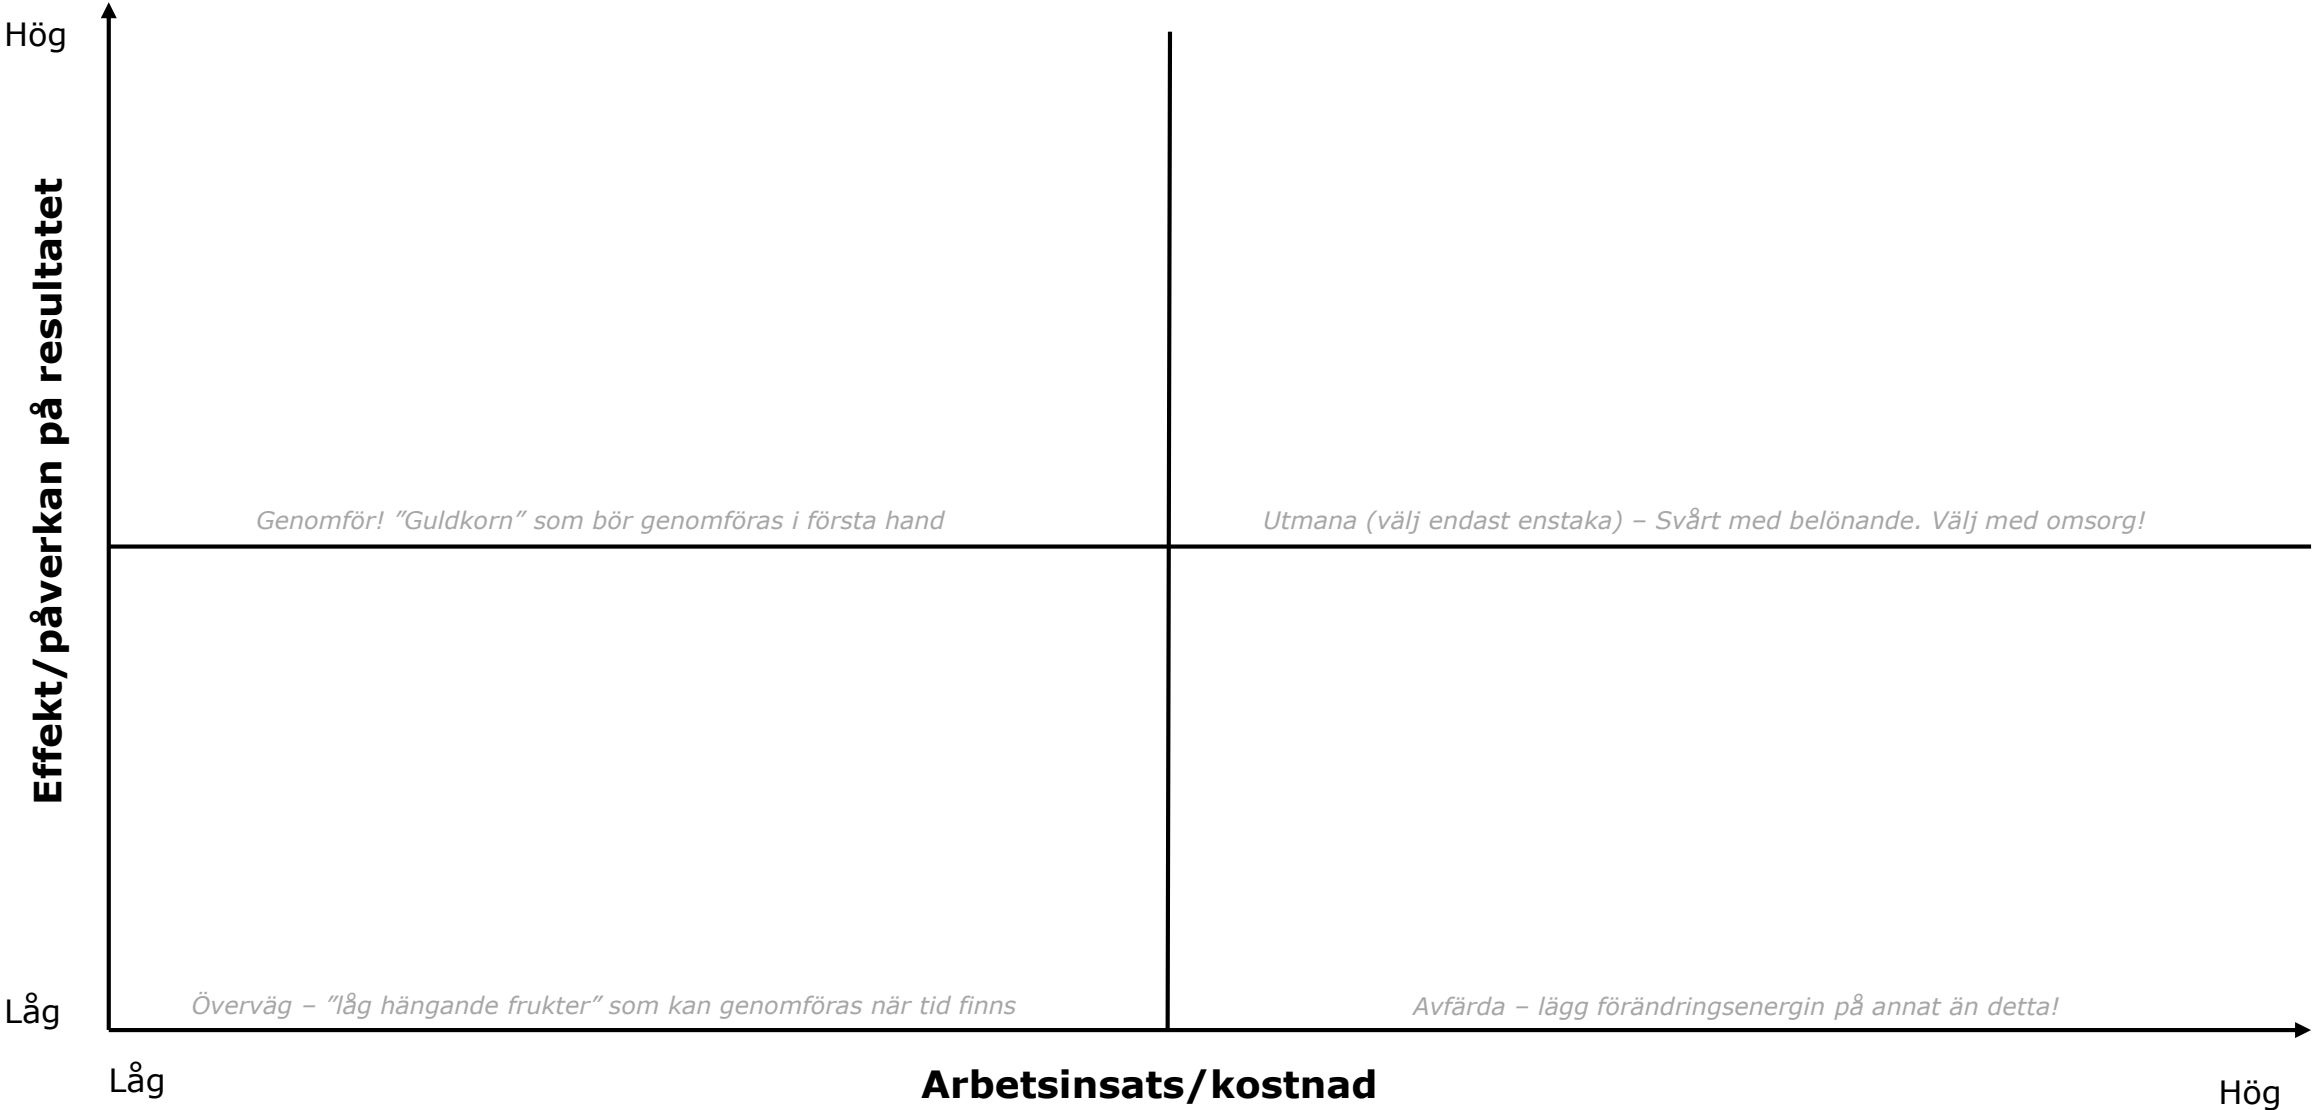 Hög
Effekt/påverkan på resultatet
Genomför! ”Guldkorn” som bör genomföras i första hand
Utmana (välj endast enstaka) – Svårt med belönande. Välj med omsorg!
Överväg – ”låg hängande frukter” som kan genomföras när tid finns
Avfärda – lägg förändringsenergin på annat än detta!
Låg
Låg
Arbetsinsats/kostnad
Hög